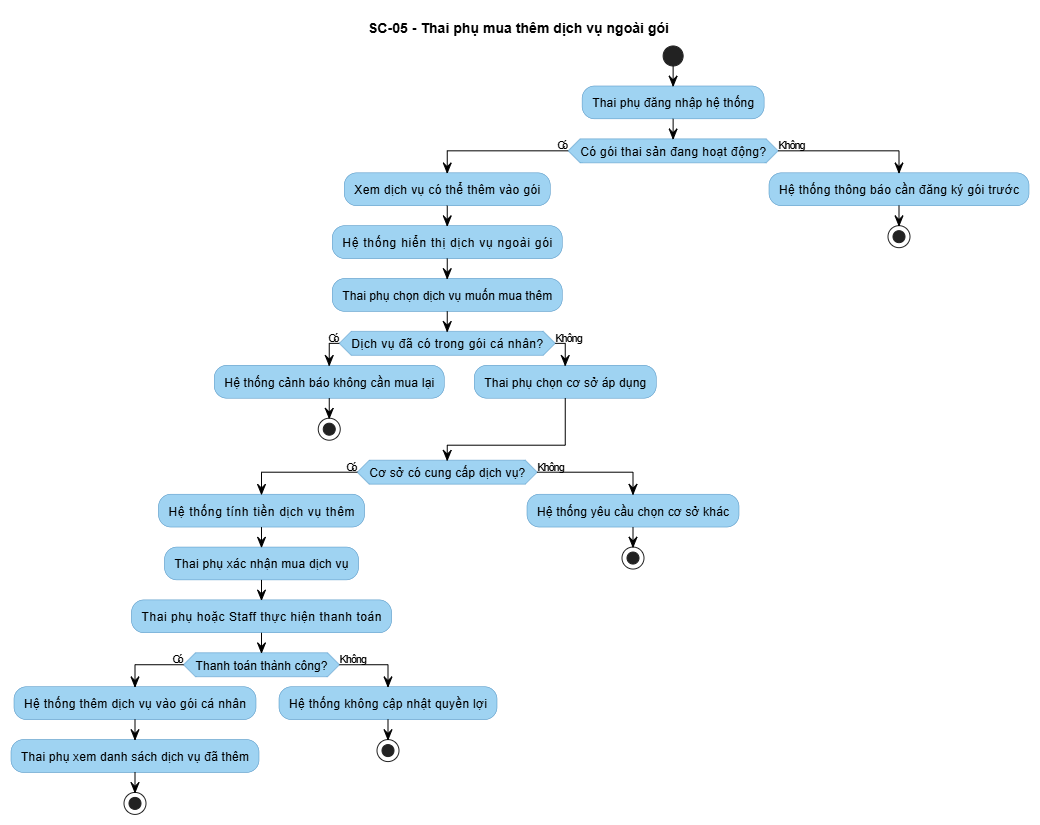 SC-05 - Thai phụ mua thêm dịch vụ ngoài gói
Thai phụ đăng nhập hệ thống
Có
Có gói thai sản đang hoạt động?
Không
Xem dịch vụ có thể thêm vào gói
Hệ thống thông báo cần đăng ký gói trước
Hệ thống hiển thị dịch vụ ngoài gói
Thai phụ chọn dịch vụ muốn mua thêm
Có
Dịch vụ đã có trong gói cá nhân?
Không
Hệ thống cảnh báo không cần mua lại
Thai phụ chọn cơ sở áp dụng
Có
Cơ sở có cung cấp dịch vụ?
Không
Hệ thống tính tiền dịch vụ thêm
Hệ thống yêu cầu chọn cơ sở khác
Thai phụ xác nhận mua dịch vụ
Thai phụ hoặc Staff thực hiện thanh toán
Có
Thanh toán thành công?
Không
Hệ thống thêm dịch vụ vào gói cá nhân
Hệ thống không cập nhật quyền lợi
Thai phụ xem danh sách dịch vụ đã thêm